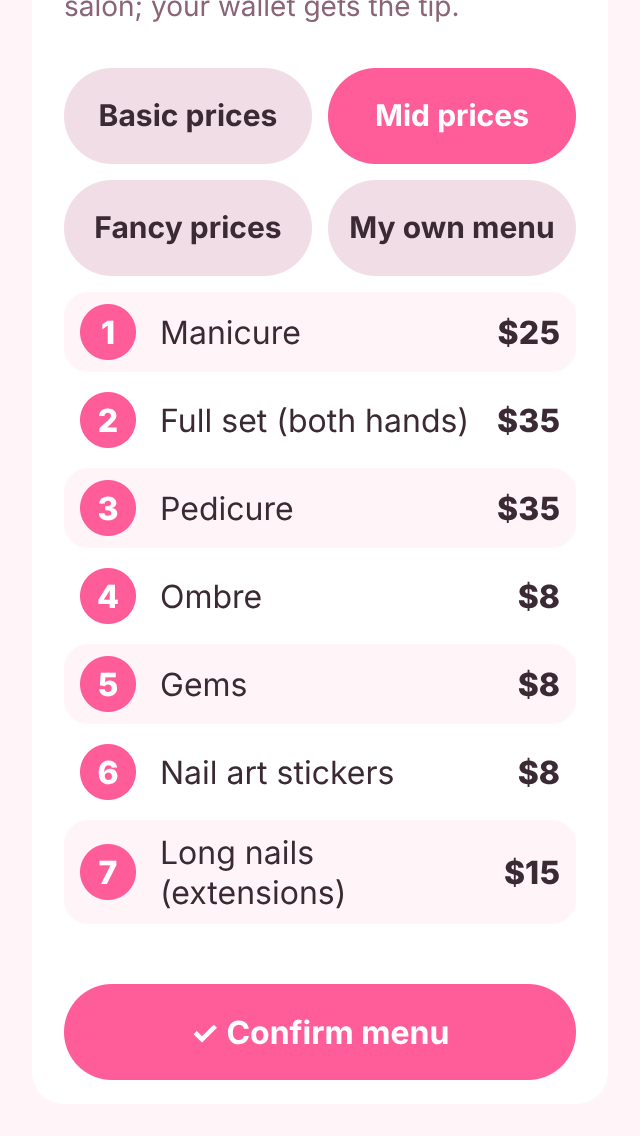 salon; your wallet gets the tip.
Basic prices
Mid prices
Fancy prices
My own menu
1 Manicure $25
2 Full set (both hands) $35
3 Pedicure $35
4 Ombre $8
5 Gems $8
6 Nail art stickers $8
7 Long nails
(extensions) $15
✓ Confirm menu